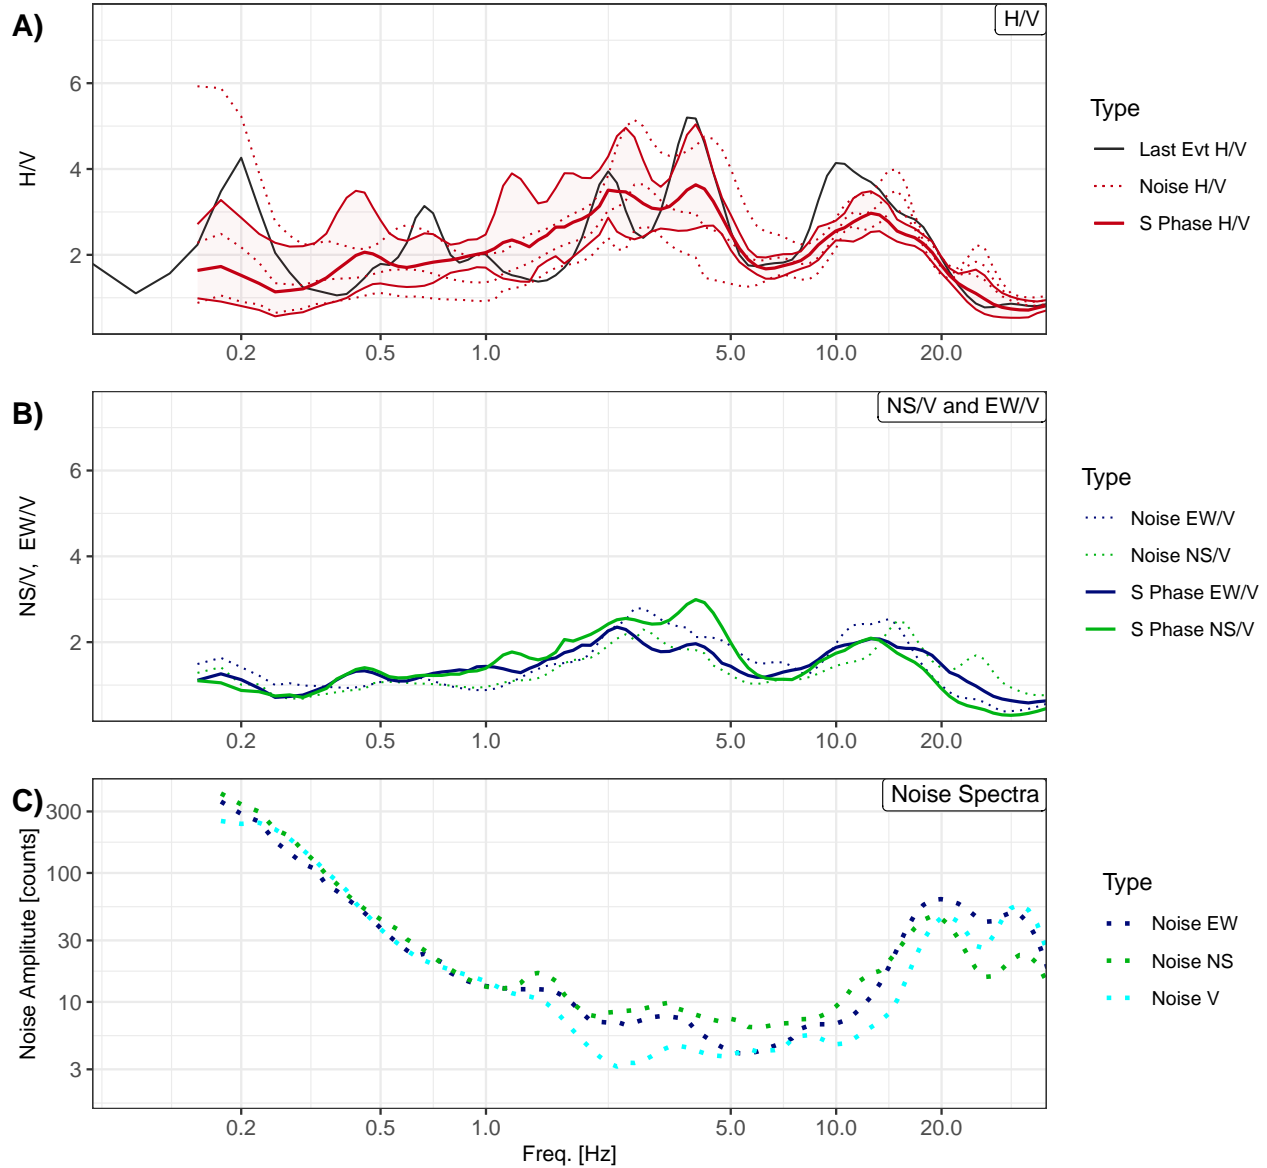 A)
H/V
H/V
6
4
2
0.2 0.5 1.0 5.0 10.0 20.0
Type
Last Evt H/V
Noise H/V
S Phase H/V
B)
NS/V and EW/V
NS/V, EW/V
6
4
2
0.2 0.5 1.0 5.0 10.0 20.0
Type
Noise EW/V
Noise NS/V
S Phase EW/V
S Phase NS/V
C)
Noise Spectra
Noise Amplitute [counts]
300
100
30
10
3
0.2 0.5 1.0 5.0 10.0 20.0
Freq. [Hz]
Type
Noise EW
Noise NS
Noise V